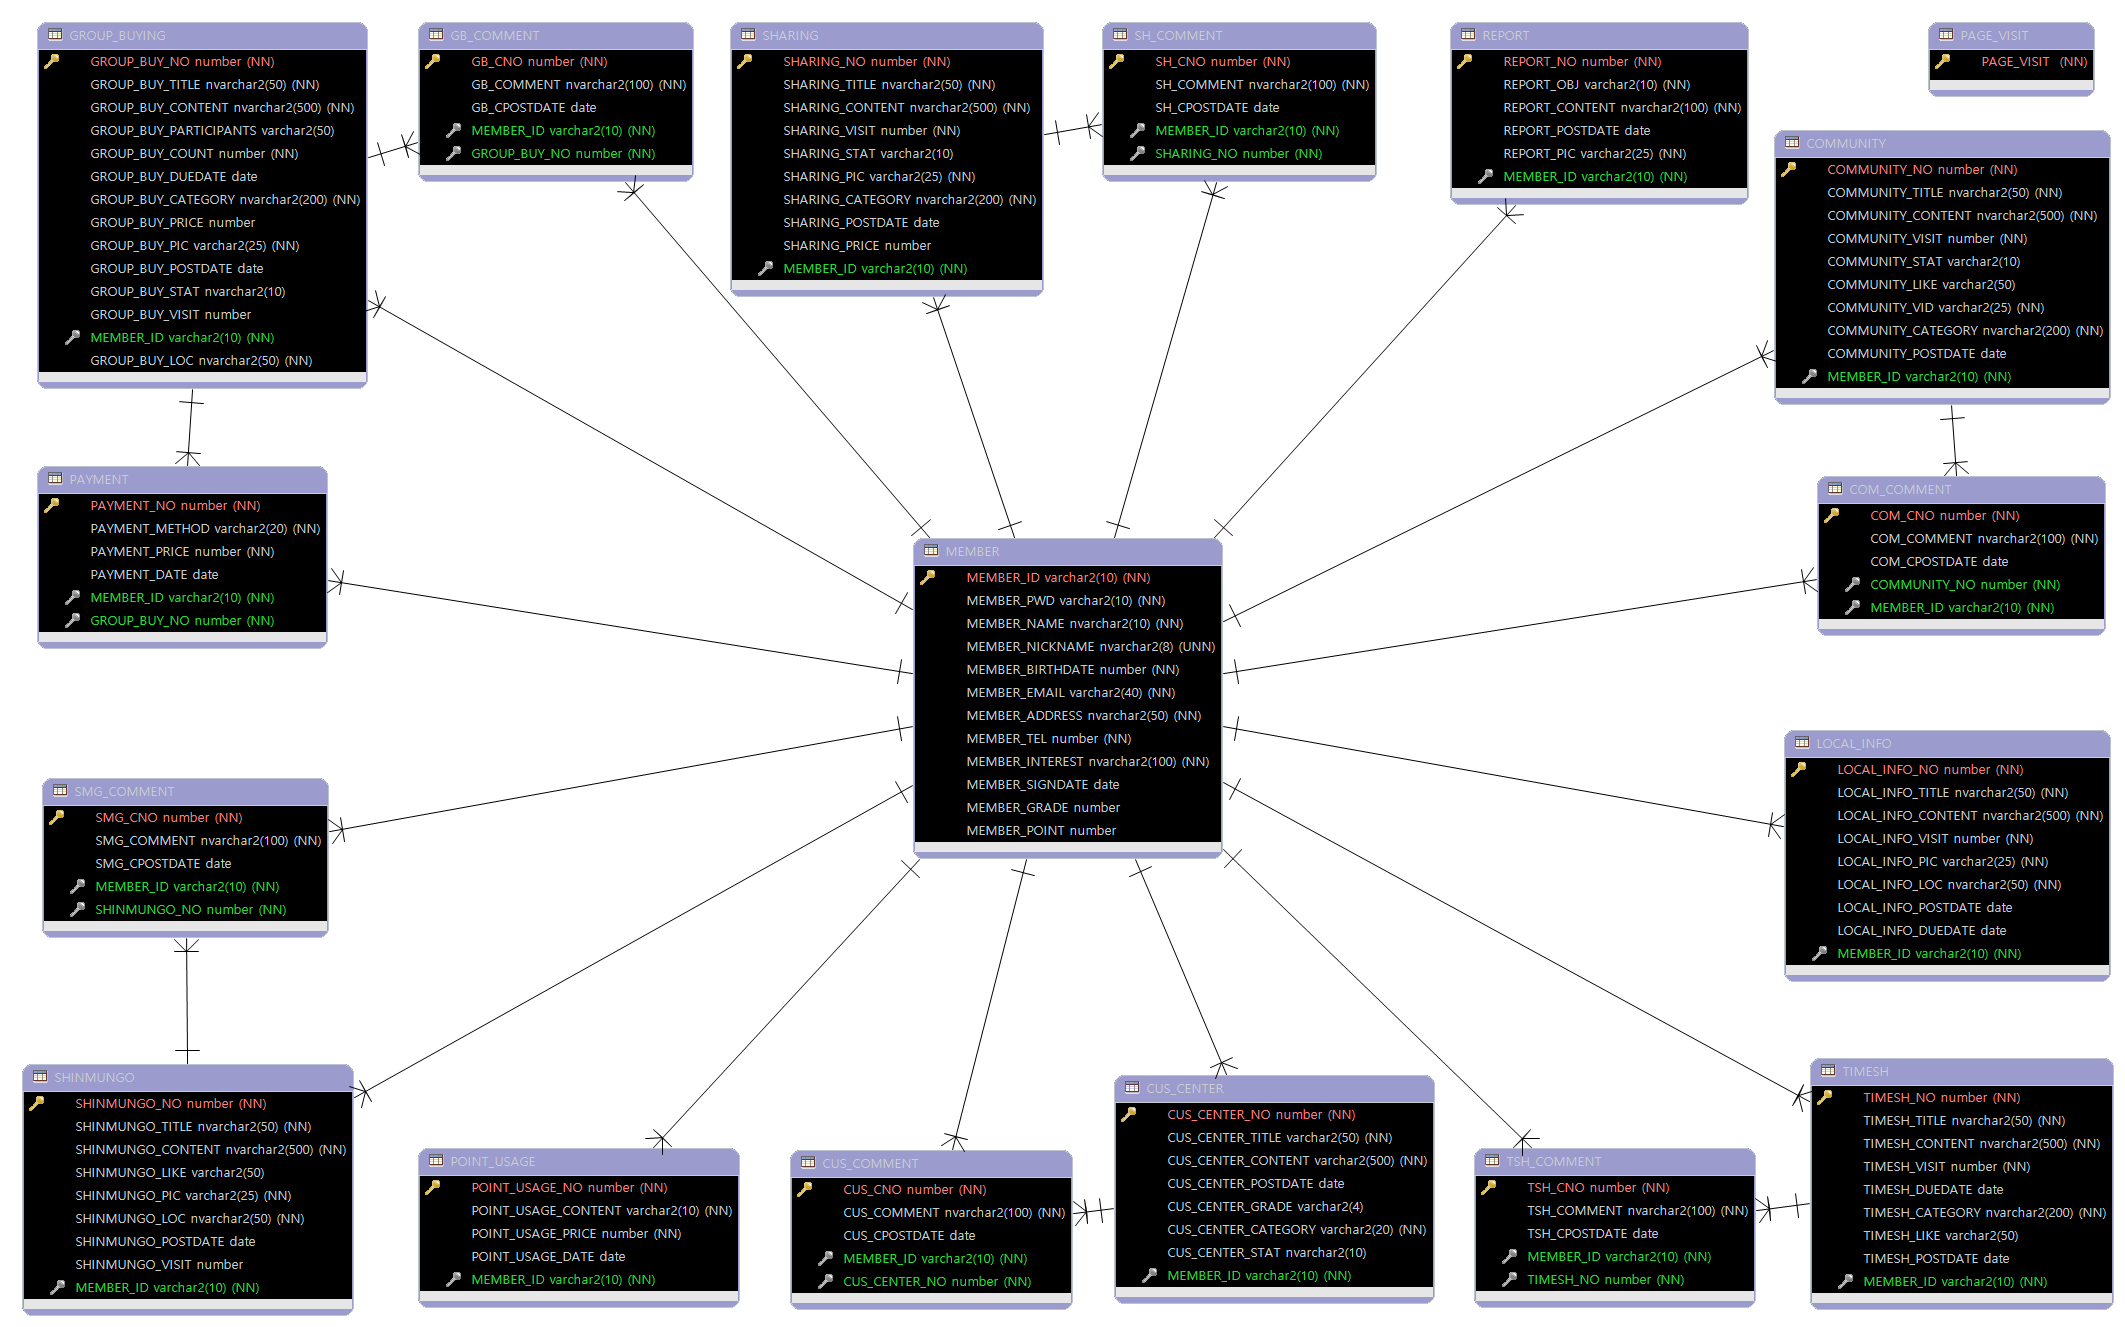 GROUP_BUYING
GROUP_BUY_NO number (NN)
GROUP_BUY_TITLE nvarchar2(50) (NN)
GROUP_BUY_CONTENT nvarchar2(500) (NN)
GROUP_BUY_PARTICIPANTS varchar2(50)
GROUP_BUY_COUNT number (NN)
GROUP_BUY_DUEDATE date
GROUP_BUY_CATEGORY nvarchar2(200) (NN)
GROUP_BUY_PRICE number
GROUP_BUY_PIC varchar2(25) (NN)
GROUP_BUY_POSTDATE date
GROUP_BUY_STAT nvarchar2(10)
GROUP_BUY_VISIT number
MEMBER_ID varchar2(10) (NN)
GROUP_BUY_LOC nvarchar2(50) (NN)
GB_COMMENT
GB_CNO number (NN)
GB_COMMENT nvarchar2(100) (NN)
GB_CPOSTDATE date
MEMBER_ID varchar2(10) (NN)
GROUP_BUY_NO number (NN)
SHARING
SHARING_NO number (NN)
SHARING_TITLE nvarchar2(50) (NN)
SHARING_CONTENT nvarchar2(500) (NN)
SHARING_VISIT number (NN)
SHARING_STAT varchar2(10)
SHARING_PIC varchar2(25) (NN)
SHARING_CATEGORY nvarchar2(200) (NN)
SHARING_POSTDATE date
SHARING_PRICE number
MEMBER_ID varchar2(10) (NN)
SH_COMMENT
SH_CNO number (NN)
SH_COMMENT nvarchar2(100) (NN)
SH_CPOSTDATE date
MEMBER_ID varchar2(10) (NN)
SHARING_NO number (NN)
REPORT
REPORT_NO number (NN)
REPORT_OBJ varchar2(10) (NN)
REPORT_CONTENT nvarchar2(100) (NN)
REPORT_POSTDATE date
REPORT_PIC varchar2(25) (NN)
MEMBER_ID varchar2(10) (NN)
PAGE_VISIT
PAGE_VISIT (NN)
COMMUNITY
COMMUNITY_NO number (NN)
COMMUNITY_TITLE nvarchar2(50) (NN)
COMMUNITY_CONTENT nvarchar2(500) (NN)
COMMUNITY_VISIT number (NN)
COMMUNITY_STAT varchar2(10)
COMMUNITY_LIKE varchar2(50)
COMMUNITY_VID varchar2(25) (NN)
COMMUNITY_CATEGORY nvarchar2(200) (NN)
COMMUNITY_POSTDATE date
MEMBER_ID varchar2(10) (NN)
PAYMENT
PAYMENT_NO number (NN)
PAYMENT_METHOD varchar2(20) (NN)
PAYMENT_PRICE number (NN)
PAYMENT_DATE date
MEMBER_ID varchar2(10) (NN)
GROUP_BUY_NO number (NN)
MEMBER
MEMBER_ID varchar2(10) (NN)
MEMBER_PWD varchar2(10) (NN)
MEMBER_NAME nvarchar2(10) (NN)
MEMBER_NICKNAME nvarchar2(8) (UNN)
MEMBER_BIRTHDATE number (NN)
MEMBER_EMAIL varchar2(40) (NN)
MEMBER_ADDRESS nvarchar2(50) (NN)
MEMBER_TEL number (NN)
MEMBER_INTEREST nvarchar2(100) (NN)
MEMBER_SIGNDATE date
MEMBER_GRADE number
MEMBER_POINT number
COM_COMMENT
COM_CNO number (NN)
COM_COMMENT nvarchar2(100) (NN)
COM_CPOSTDATE date
COMMUNITY_NO number (NN)
MEMBER_ID varchar2(10) (NN)
LOCAL_INFO
LOCAL_INFO_NO number (NN)
LOCAL_INFO_TITLE nvarchar2(50) (NN)
LOCAL_INFO_CONTENT nvarchar2(500) (NN)
LOCAL_INFO_VISIT number (NN)
LOCAL_INFO_PIC varchar2(25) (NN)
LOCAL_INFO_LOC nvarchar2(50) (NN)
LOCAL_INFO_POSTDATE date
LOCAL_INFO_DUEDATE date
MEMBER_ID varchar2(10) (NN)
SMG_COMMENT
SMG_CNO number (NN)
SMG_COMMENT nvarchar2(100) (NN)
SMG_CPOSTDATE date
MEMBER_ID varchar2(10) (NN)
SHINMUNGO_NO number (NN)
SHINMUNGO
SHINMUNGO_NO number (NN)
SHINMUNGO_TITLE nvarchar2(50) (NN)
SHINMUNGO_CONTENT nvarchar2(500) (NN)
SHINMUNGO_LIKE varchar2(50)
SHINMUNGO_PIC varchar2(25) (NN)
SHINMUNGO_LOC nvarchar2(50) (NN)
SHINMUNGO_POSTDATE date
SHINMUNGO_VISIT number
MEMBER_ID varchar2(10) (NN)
POINT_USAGE
POINT_USAGE_NO number (NN)
POINT_USAGE_CONTENT varchar2(10) (NN)
POINT_USAGE_PRICE number (NN)
POINT_USAGE_DATE date
MEMBER_ID varchar2(10) (NN)
CUS_COMMENT
CUS_CNO number (NN)
CUS_COMMENT nvarchar2(100) (NN)
CUS_CPOSTDATE date
MEMBER_ID varchar2(10) (NN)
CUS_CENTER_NO number (NN)
CUS_CENTER
CUS_CENTER_NO number (NN)
CUS_CENTER_TITLE varchar2(50) (NN)
CUS_CENTER_CONTENT varchar2(500) (NN)
CUS_CENTER_POSTDATE date
CUS_CENTER_GRADE varchar2(4)
CUS_CENTER_CATEGORY varchar2(20) (NN)
CUS_CENTER_STAT nvarchar2(10)
MEMBER_ID varchar2(10) (NN)
TSH_COMMENT
TSH_CNO number (NN)
TSH_COMMENT nvarchar2(100) (NN)
TSH_CPOSTDATE date
MEMBER_ID varchar2(10) (NN)
TIMESH_NO number (NN)
TIMESH
TIMESH_NO number (NN)
TIMESH_TITLE nvarchar2(50) (NN)
TIMESH_CONTENT nvarchar2(500) (NN)
TIMESH_VISIT number (NN)
TIMESH_DUEDATE date
TIMESH_CATEGORY nvarchar2(200) (NN)
TIMESH_LIKE varchar2(50)
TIMESH_POSTDATE date
MEMBER_ID varchar2(10) (NN)